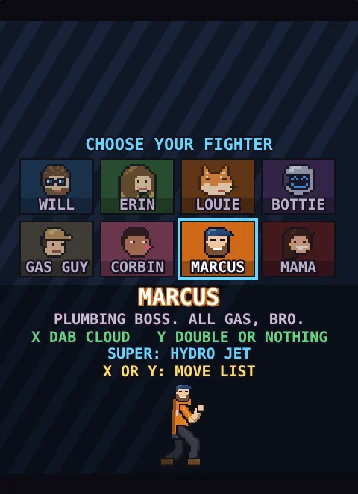 CHOOSE YOUR FIGHTER
WILL ERIN LOUIE BOTTIE
GAS GUY CORBIN MARCUS MAMA
MARCUS
PLUMBING BOSS. ALL GAS, BRO.
X DAB CLOUD Y DOUBLE OR NOTHING
SUPER: HYDRO JET
X OR Y: MOVE LIST